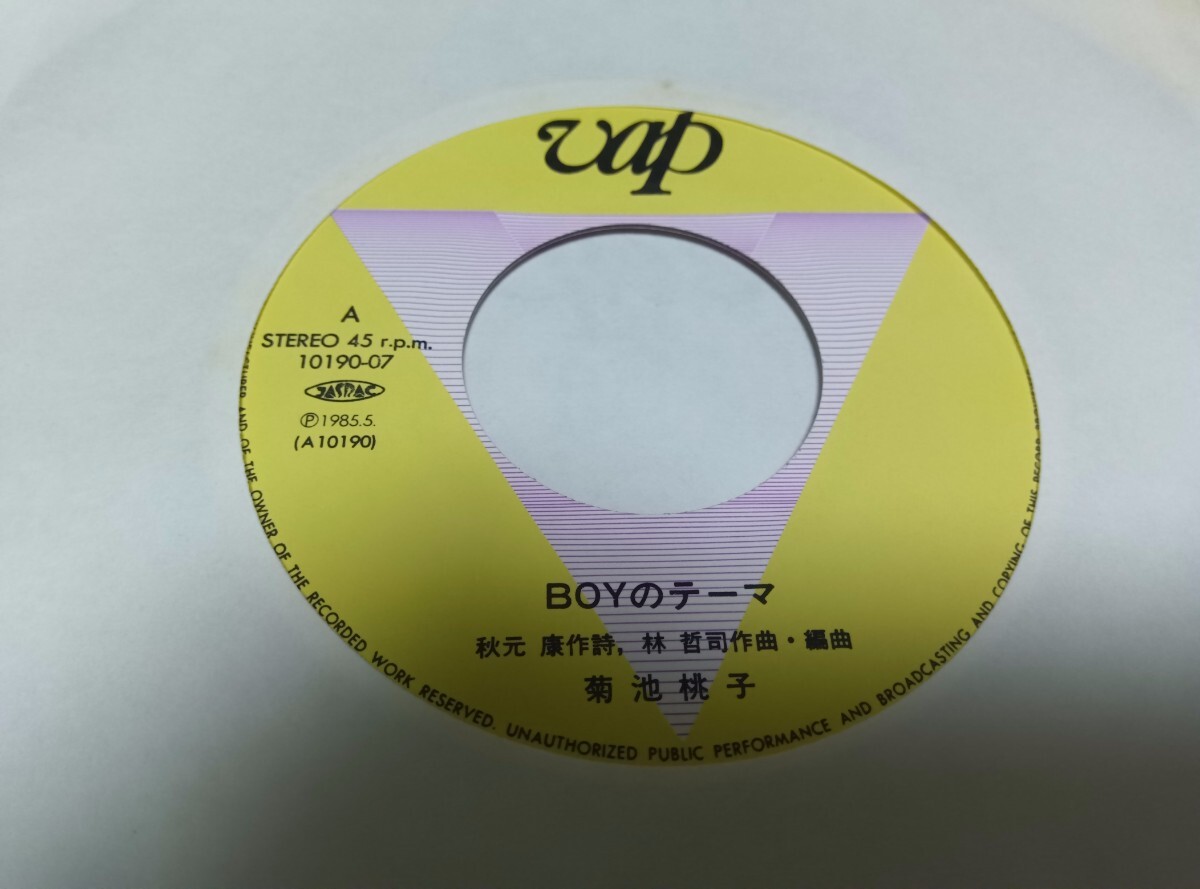 vap
A
STEREO 45 r.p.m.
10190-07
JASRAC
Ⓟ1985.5.
(A10190)
BOYのテーマ
秋元 康作詩, 林 哲司作曲・編曲
菊池桃子
AND OF THE OWNER OF THE RECORDED WORK RESERVED. UNAUTHORIZED PUBLIC PERFORMANCE AND BROADCASTING AND COPYING OF THIS RECORD